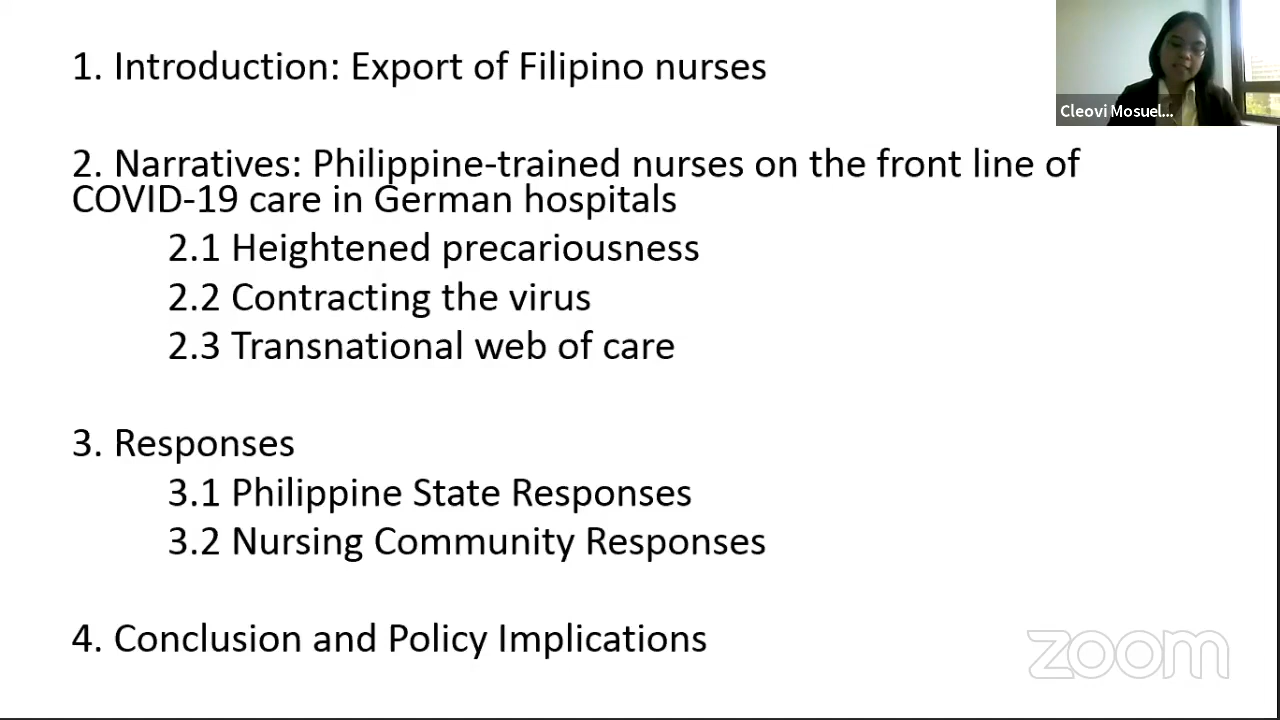 1. Introduction: Export of Filipino nurses
Cleovi Mosuel...
2. Narratives: Philippine-trained nurses on the front line of
COVID-19 care in German hospitals
2.1 Heightened precariousness
2.2 Contracting the virus
2.3 Transnational web of care
3. Responses
3.1 Philippine State Responses
3.2 Nursing Community Responses
4. Conclusion and Policy Implications
zoom